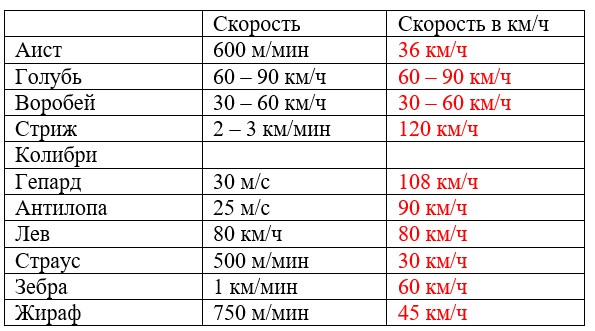 Скорость Скорость в км/ч
Аист 600 м/мин 36 км/ч
Голубь 60 – 90 км/ч 60 – 90 км/ч
Воробей 30 – 60 км/ч 30 – 60 км/ч
Стриж 2 – 3 км/мин 120 км/ч
Колибри
Гепард 30 м/с 108 км/ч
Антилопа 25 м/с 90 км/ч
Лев 80 км/ч 80 км/ч
Страус 500 м/мин 30 км/ч
Зебра 1 км/мин 60 км/ч
Жираф 750 м/мин 45 км/ч